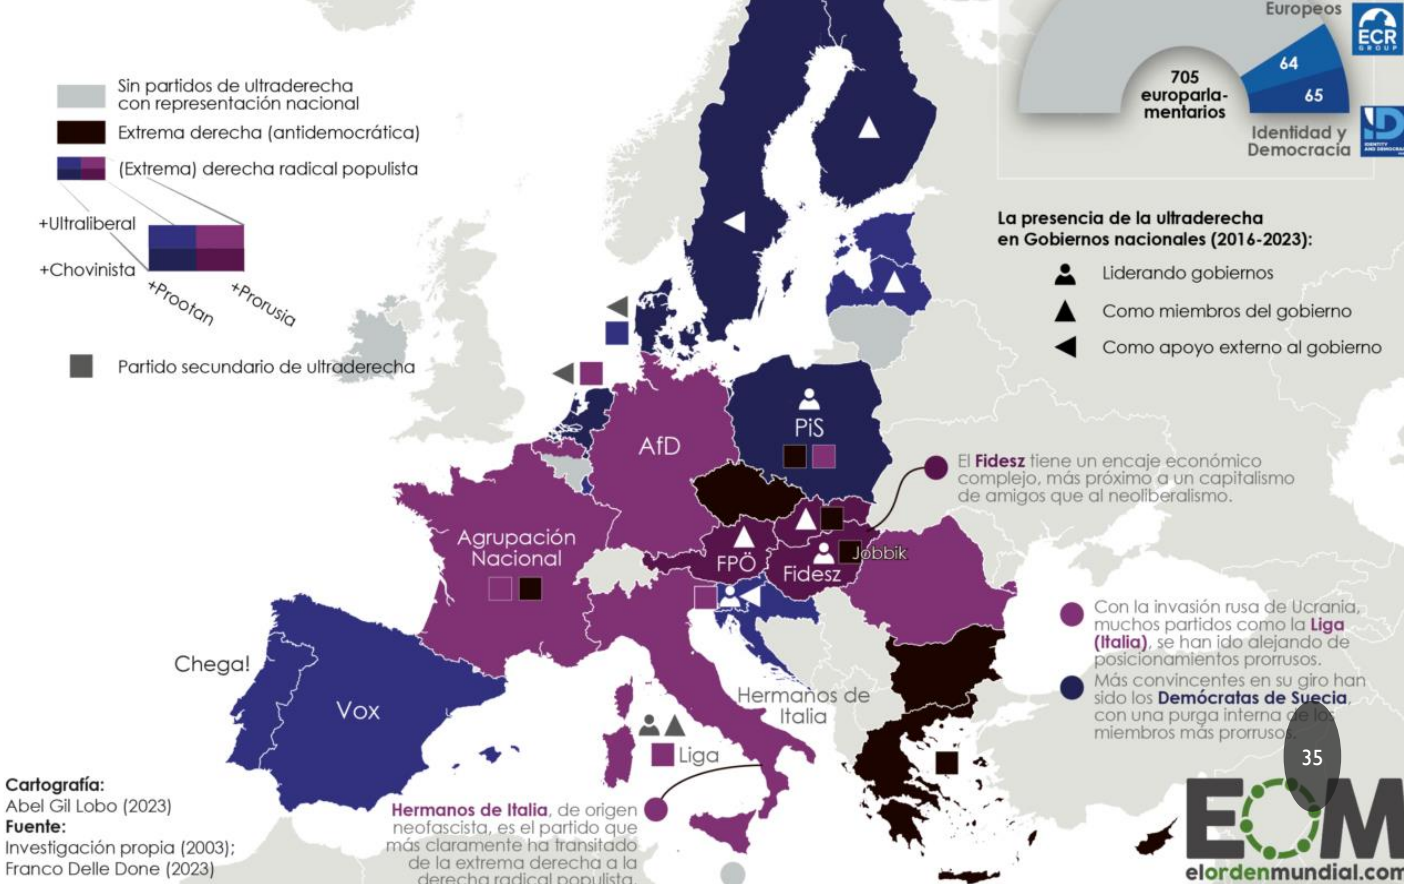 Sin partidos de ultraderecha
con representación nacional
Extrema derecha (antidemocrática)
(Extrema) derecha radical populista
+Ultraliberal
+Chovinista
+Prootan
+Prorusia
Partido secundario de ultraderecha
Europeos
ECR
GROUP
64
65
705
europarla-
mentarios
Identidad y
Democracia
ID
IDENTITY
AND DEMOCRACY
La presencia de la ultraderecha
en Gobiernos nacionales (2016-2023):
Liderando gobiernos
Como miembros del gobierno
Como apoyo externo al gobierno
PiS
AfD
El Fidesz tiene un encaje económico
complejo, más próximo a un capitalismo
de amigos que al neoliberalismo.
Agrupación
Nacional
FPÖ
Fidesz
Jobbik
Con la invasión rusa de Ucrania,
muchos partidos como la Liga
(Italia), se han ido alejando de
posicionamientos prorrusos.
Más convincentes en su giro han
sido los Demócratas de Suecia,
con una purga interna de los
miembros más prorrusos.
Chega!
Vox
Hermanos de
Italia
Liga
35
Cartografía:
Abel Gil Lobo (2023)
Fuente:
Investigación propia (2003);
Franco Delle Done (2023)
Hermanos de Italia, de origen
neofascista, es el partido que
más claramente ha transitado
de la extrema derecha a la
derecha radical populista.
EOM
elordenmundial.com